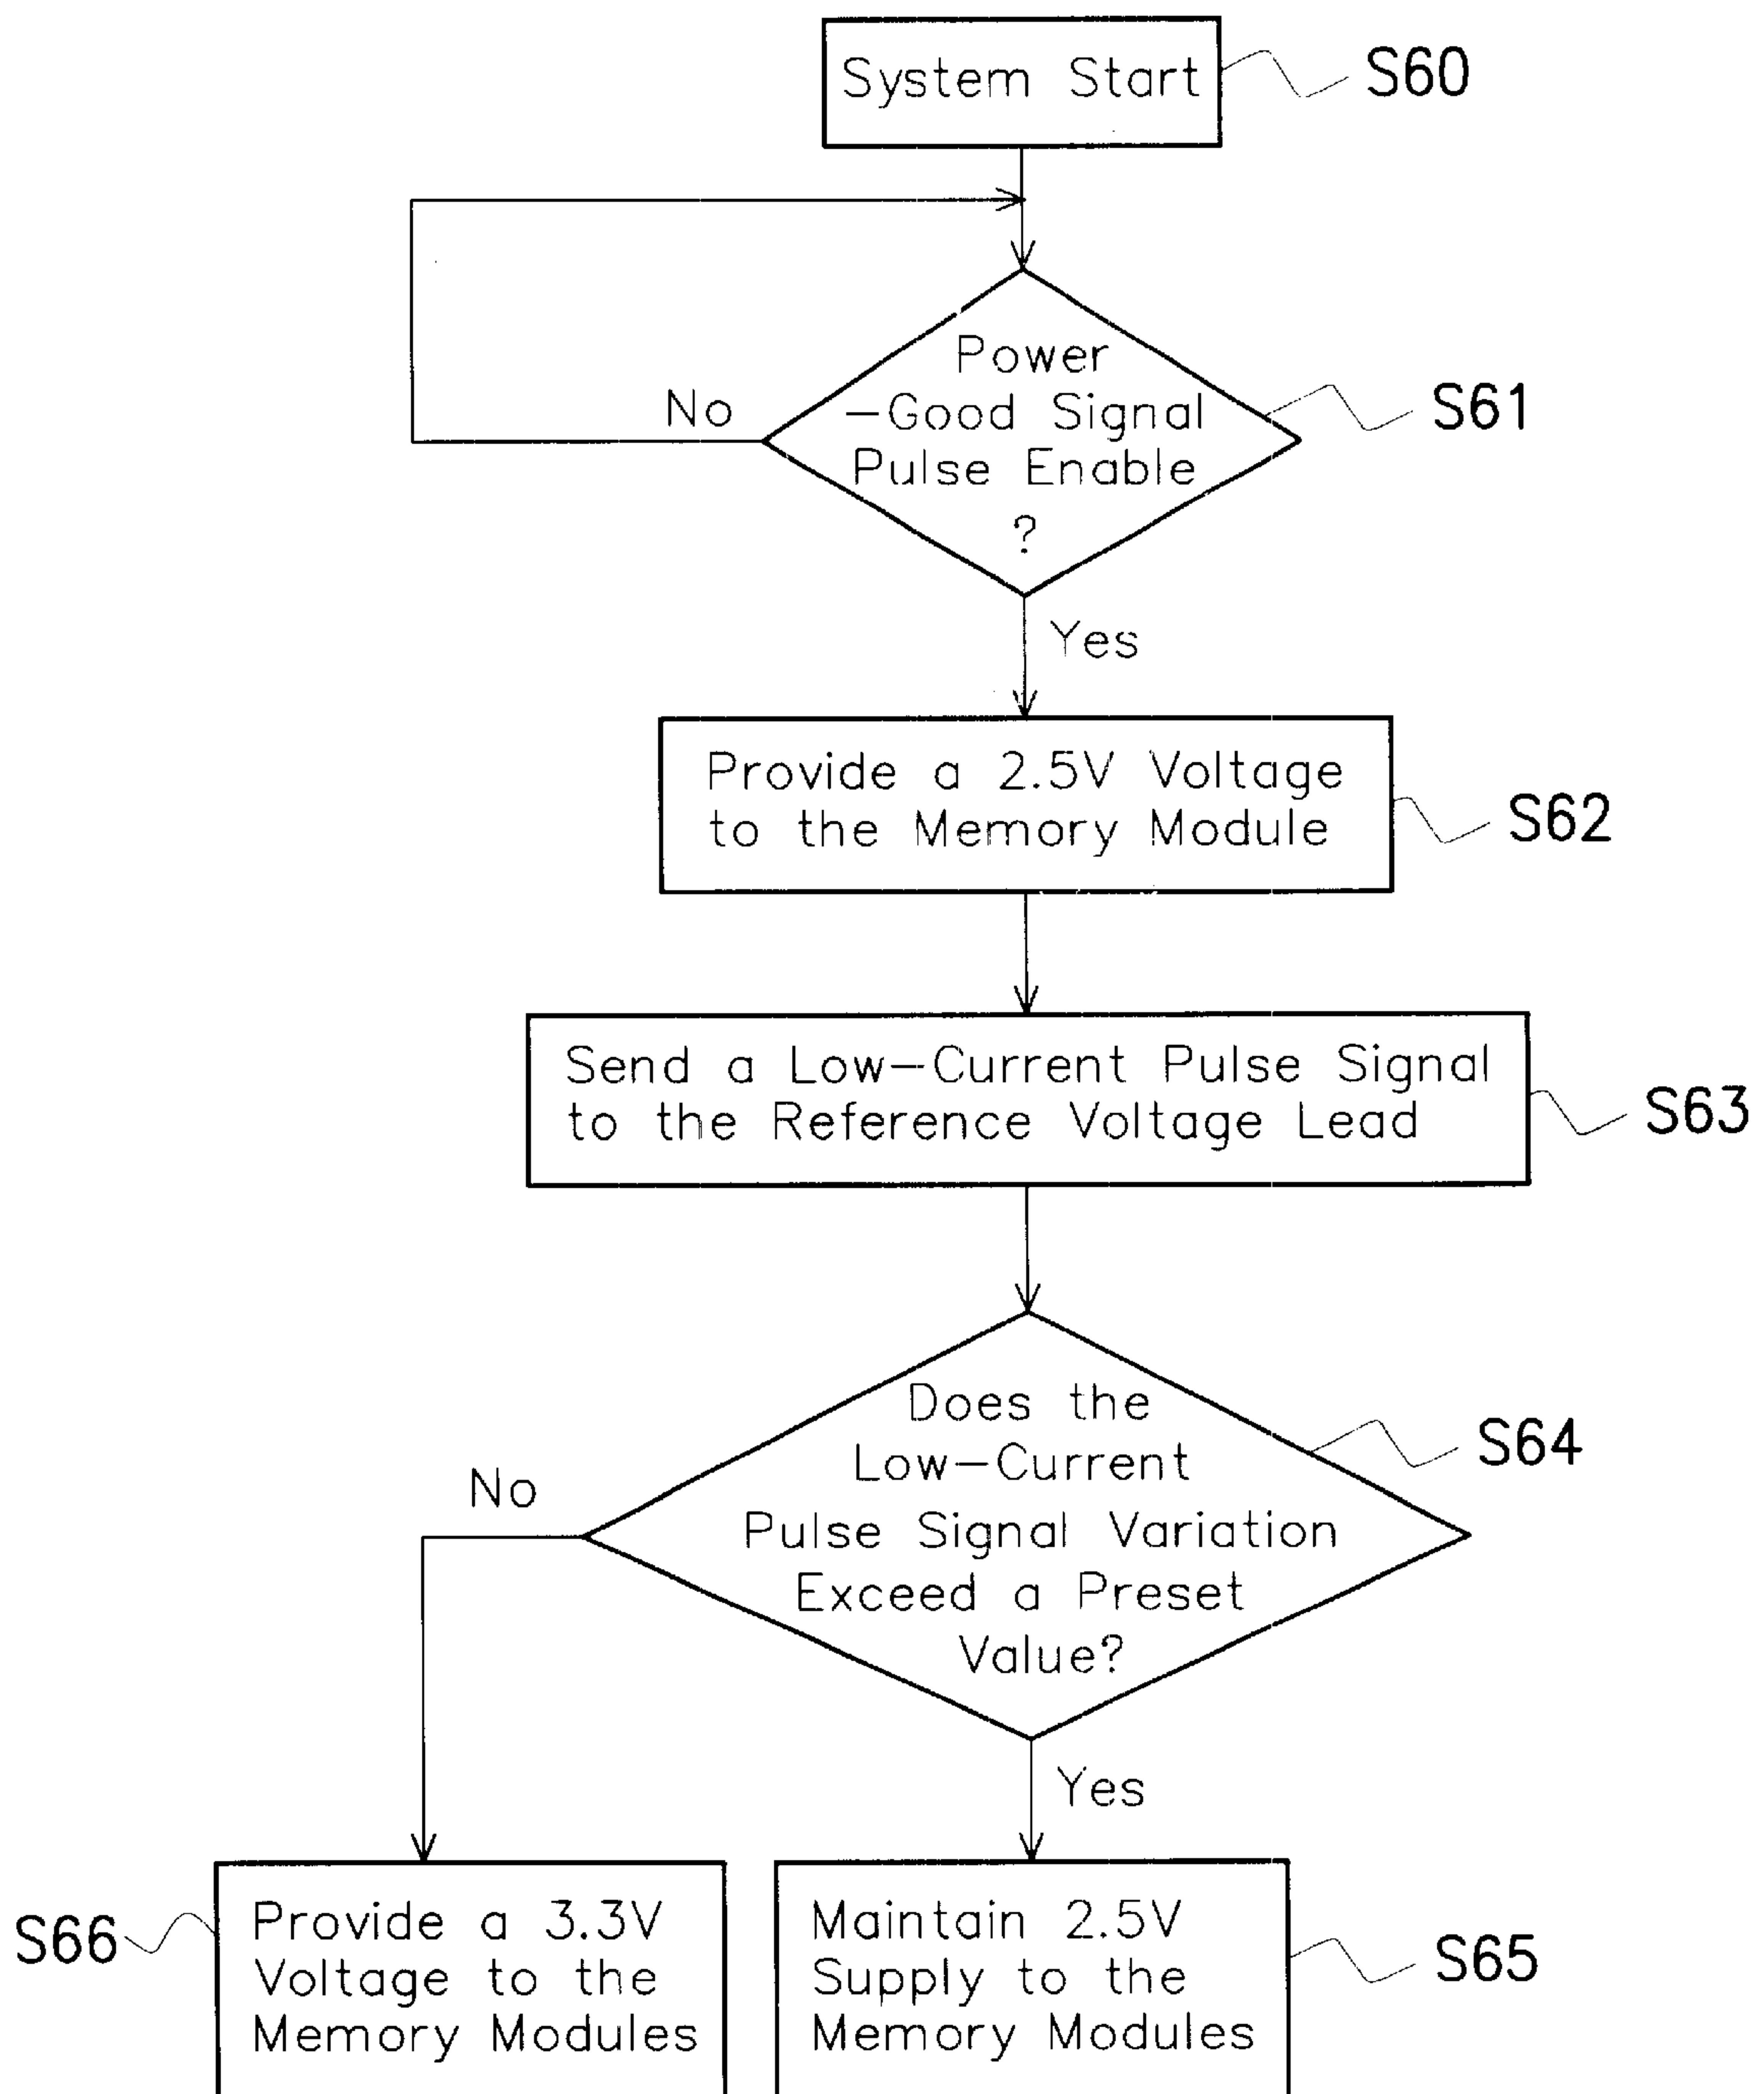 System Start
S60
Power
-Good Signal
Pulse Enable
?
S61
No
Yes
Provide a 2.5V Voltage
to the Memory Module
S62
Send a Low-Current Pulse Signal
to the Reference Voltage Lead
S63
Does the
Low-Current
Pulse Signal Variation
Exceed a Preset
Value?
S64
No
Yes
S66
Provide a 3.3V
Voltage to the
Memory Modules
Maintain 2.5V
Supply to the
Memory Modules
S65